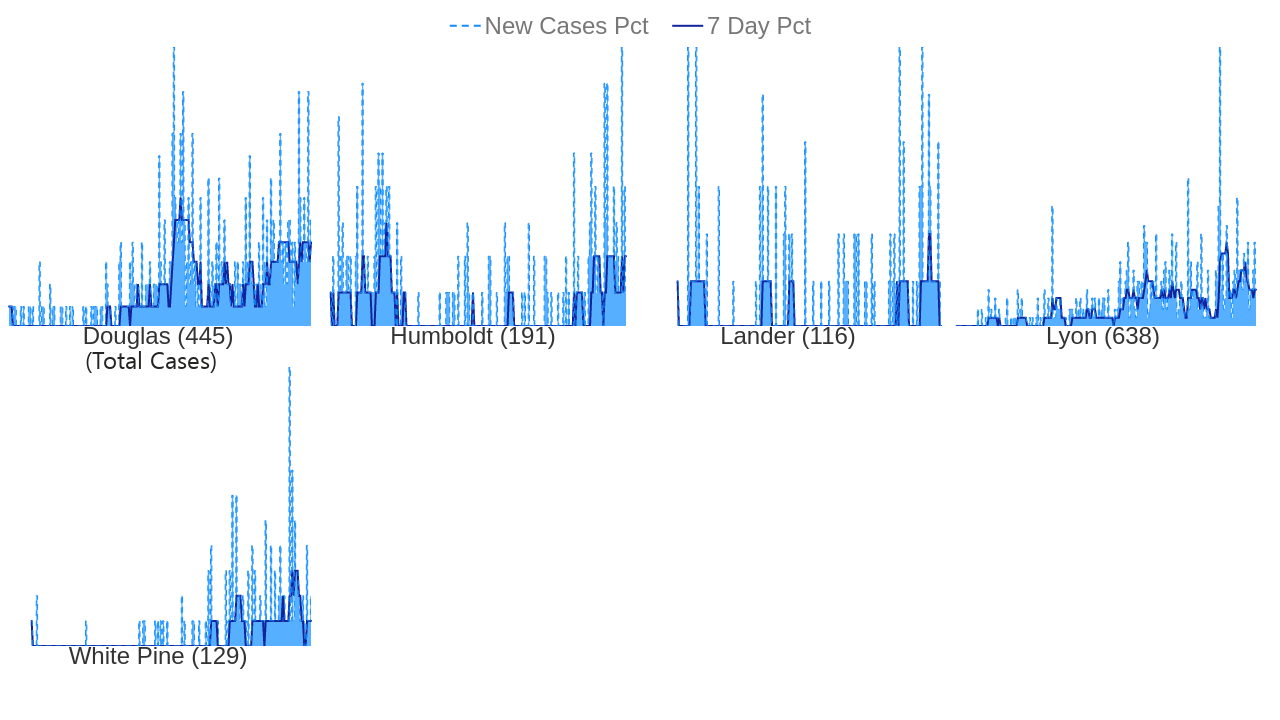 New Cases Pct 7 Day Pct
Douglas (445) Humboldt (191) Lander (116) Lyon (638)
(Total Cases)
White Pine (129)